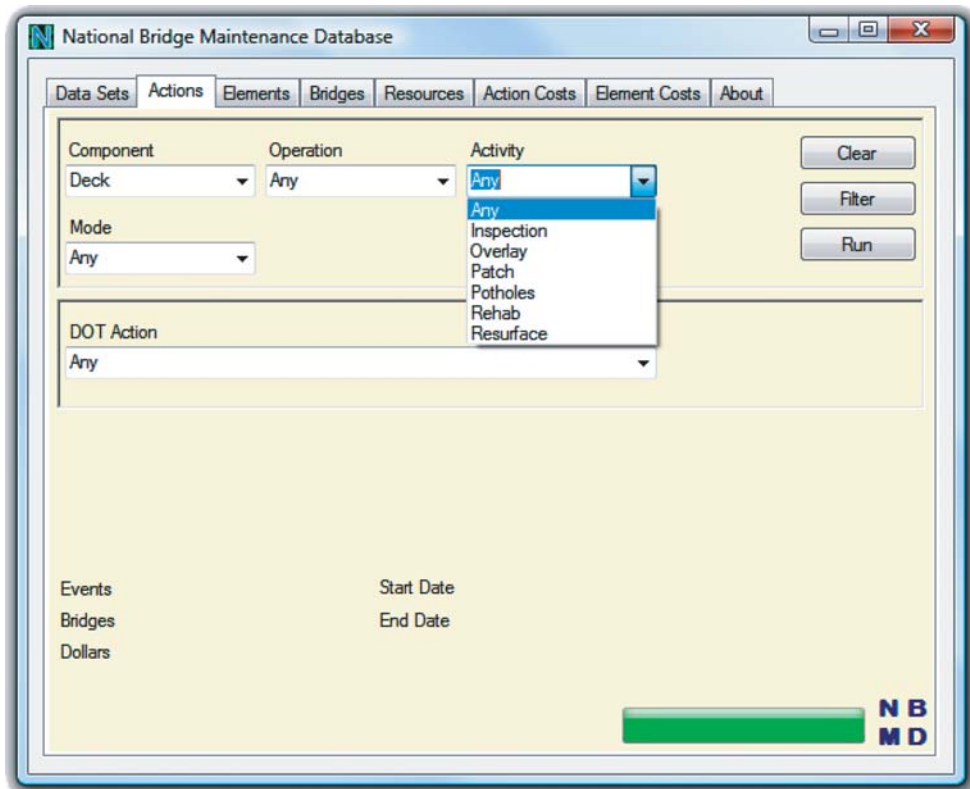 National Bridge Maintenance Database
Data Sets Actions Elements Bridges Resources Action Costs Element Costs About
Component Operation Activity
Deck Any Any
Clear
Any
Inspection
Overlay
Patch
Potholes
Rehab
Resurface
Filter
Mode
Any
Run
DOT Action
Any
Events Start Date
Bridges End Date
Dollars
N B
M D